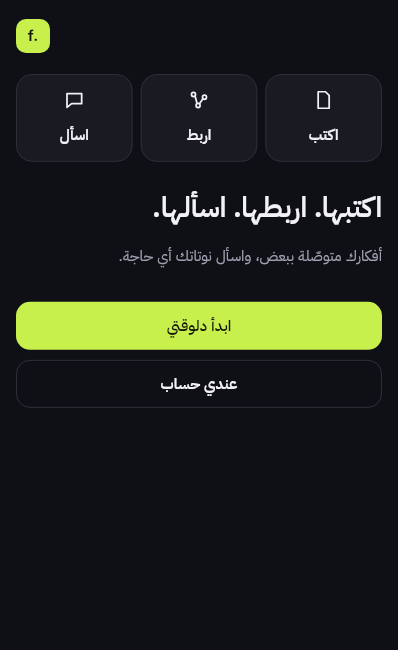 f.
اكتب
اربط
اسأل
اكتبها. اربطها. اسألها.
أفكارك متوصّلة ببعض، واسأل نوتاتك أي حاجة.
ابدأ دلوقتي
عندي حساب